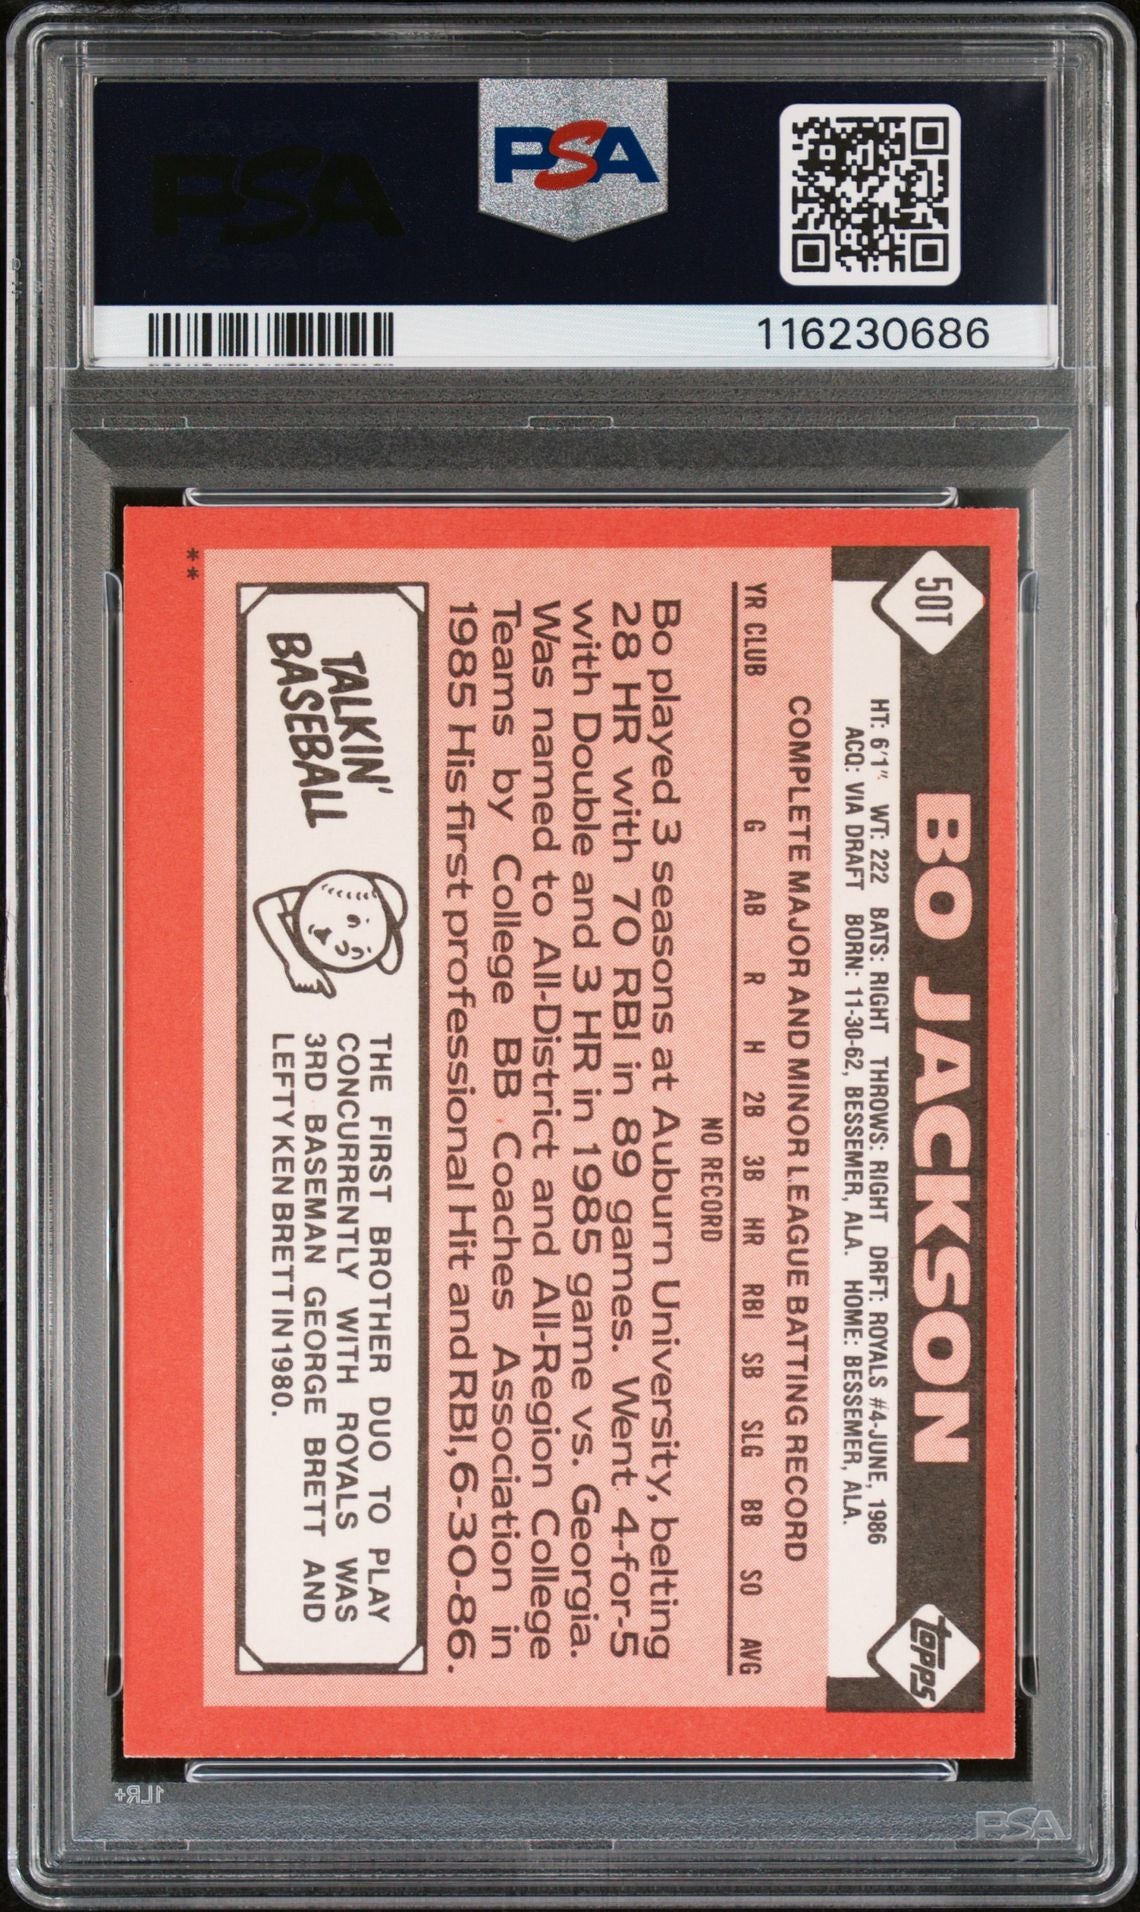 PSA
PSA
116230686
50T
BO JACKSON
topps
HT: 6'1" WT: 222 BATS: RIGHT THROWS: RIGHT DRFT: ROYALS #4-JUNE, 1986
ACQ: VIA DRAFT BORN: 11-30-62, BESSEMER, ALA. HOME: BESSEMER, ALA.
COMPLETE MAJOR AND MINOR LEAGUE BATTING RECORD
YR CLUB G AB R H 2B 3B HR RBI SB SLG BB SO AVG
NO RECORD
Bo played 3 seasons at Auburn University, belting
28 HR with 70 RBI in 89 games. Went 4-for-5
with Double and 3 HR in 1985 game vs. Georgia.
Was named to All-District and All-Region College
Teams by College BB Coaches Association in
1985 His first professional Hit and RBI, 6-30-86.
TALKIN'
BASEBALL
THE FIRST BROTHER DUO TO PLAY
CONCURRENTLY WITH ROYALS WAS
3RD BASEMAN GEORGE BRETT AND
LEFTY KEN BRETT IN 1980.
**
1LR+
PSA